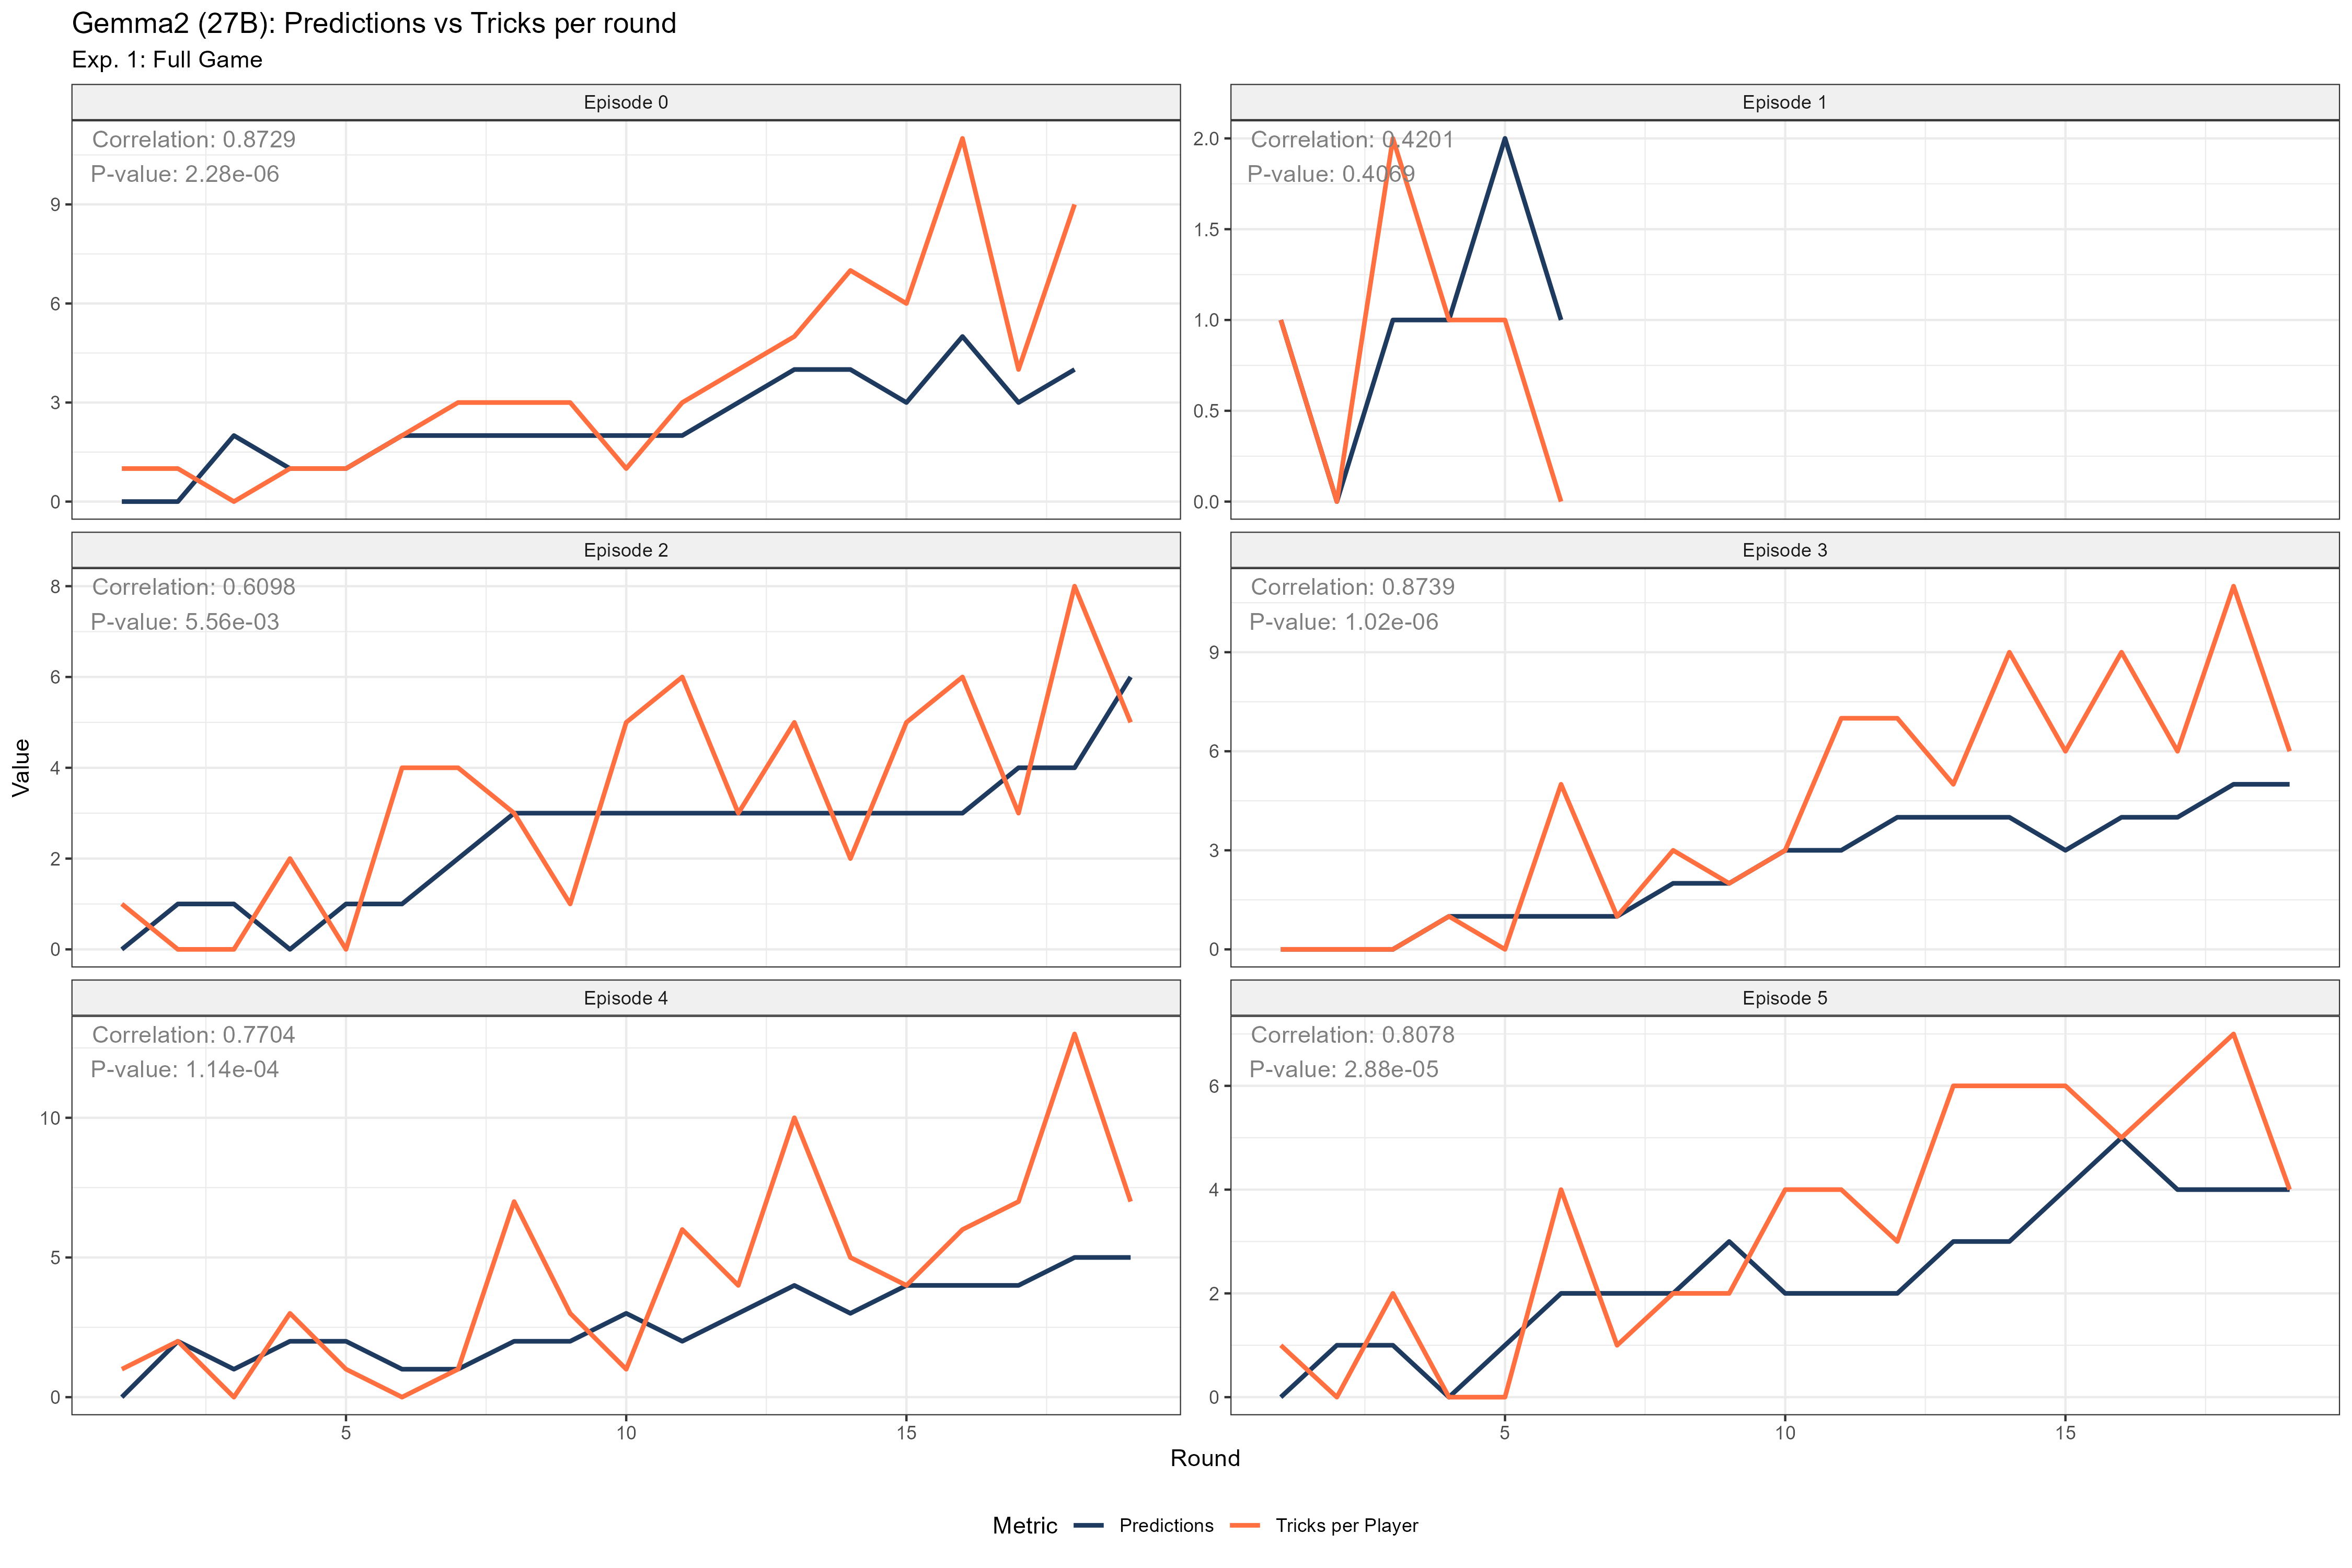 Gemma2 (27B): Predictions vs Tricks per round
Exp. 1: Full Game
Episode 0
Episode 1
Correlation: 0.8729
P-value: 2.28e-06
9
6
3
0
Correlation: 0.4201
P-value: 0.4069
2.0
1.5
1.0
0.5
0.0
Episode 2
Episode 3
Correlation: 0.6098
P-value: 5.56e-03
8
6
4
2
0
Correlation: 0.8739
P-value: 1.02e-06
9
6
3
0
Value
Episode 4
Episode 5
Correlation: 0.7704
P-value: 1.14e-04
10
5
0
Correlation: 0.8078
P-value: 2.88e-05
6
4
2
0
5 10 15
5 10 15
Round
Metric Predictions Tricks per Player